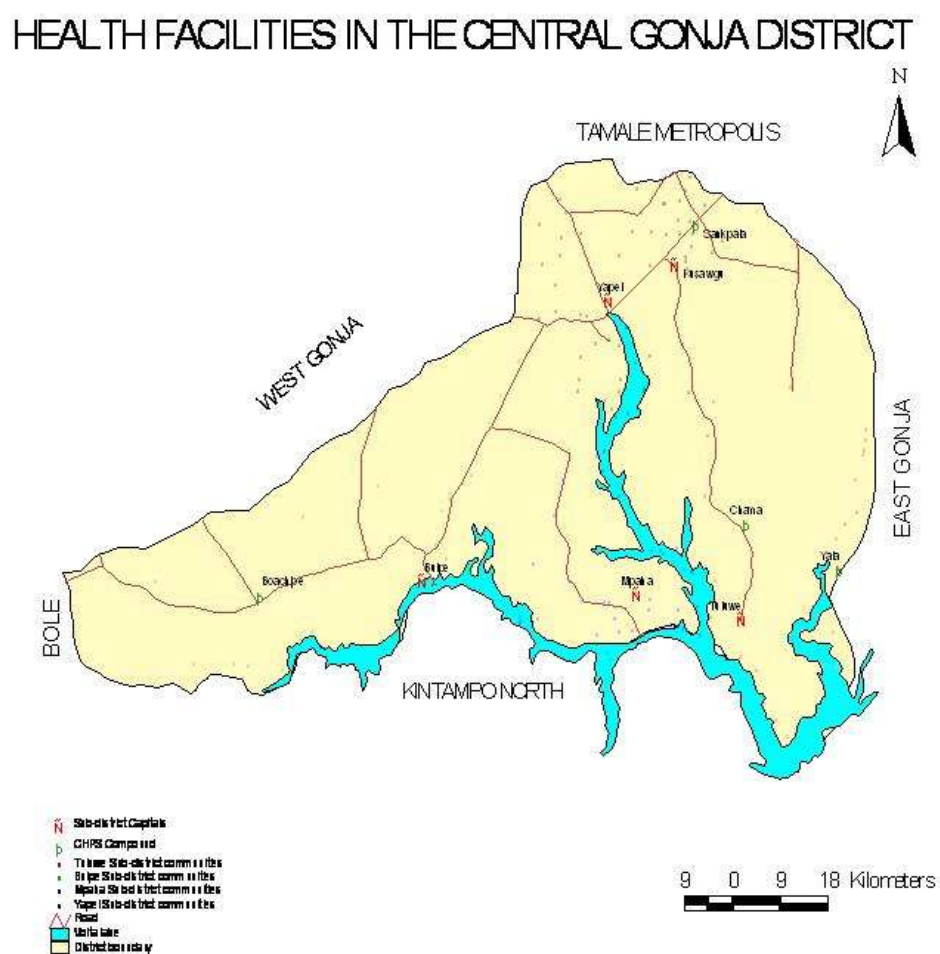 HEALTH FACILITIES IN THE CENTRAL GONJA DISTRICT
N
TAMALE METROPOLIS
Sankpala
Fusawgu
Yapei
WEST GONJA
EAST GONJA
Chama
Yala
Buipe
Boagupe
Mpaha
Tuluwe
BOLE
KINTAMPO NORTH
Ñ Sub-district Capitals
þ CHPS Compound
Tuluwe Sub-district communities
Buipe Sub-district communities
Mpaha Sub-district communities
Yapei Sub-district communities
Road
Volta lake
District boundary
9 0 9 18 Kilometers